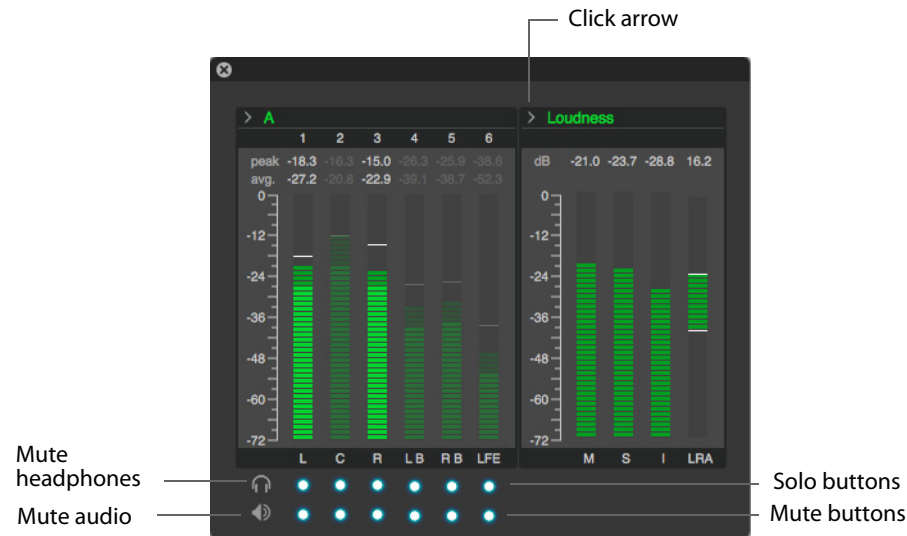 Click arrow
A
Loudness
1 2 3 4 5 6
peak -18.3 -16.3 -15.0 -26.3 -25.9 -38.6
avg. -27.2 -20.8 -22.9 -39.1 -38.7 -52.3
dB -21.0 -23.7 -28.8 16.2
0
-12
-24
-36
-48
-60
-72
0
-12
-24
-36
-48
-60
-72
L C R L B R B LFE
M S I LRA
Mute
headphones
Mute audio
Solo buttons
Mute buttons